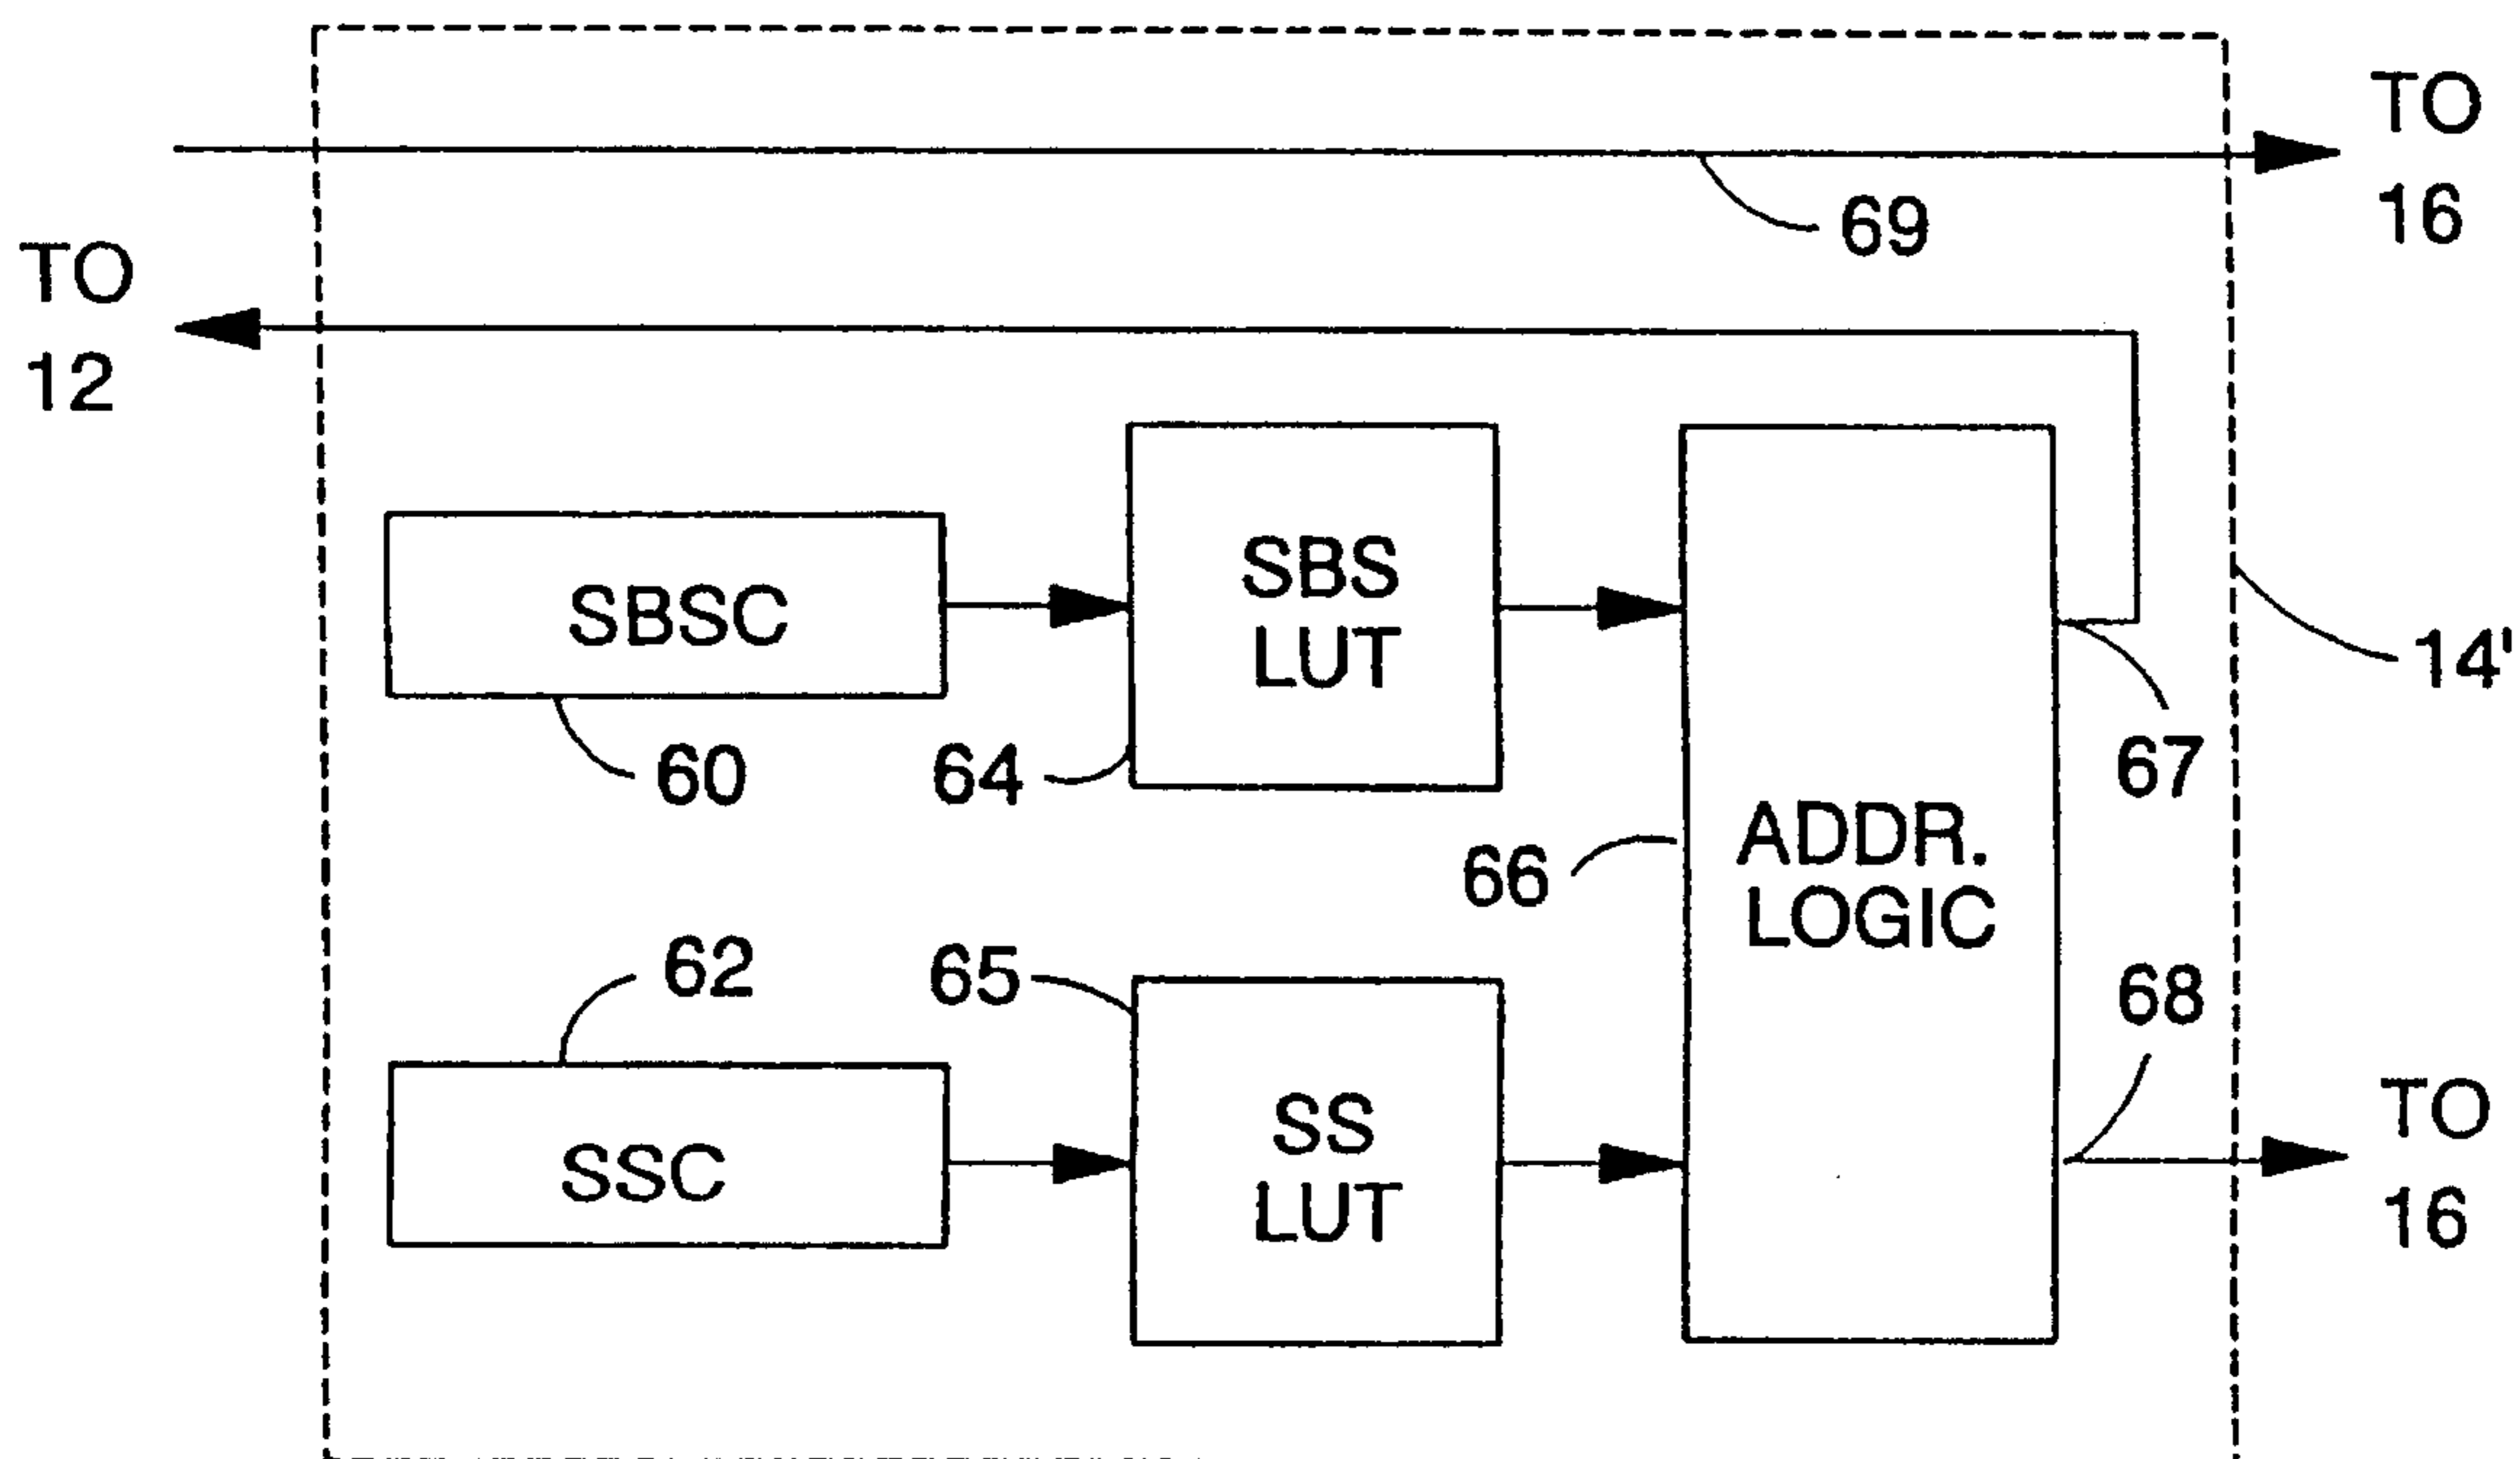 TO
16
69
TO
12
SBSC
SBS
LUT
14'
67
60
64
ADDR.
LOGIC
66
62
65
68
SSC
SS
LUT
TO
16